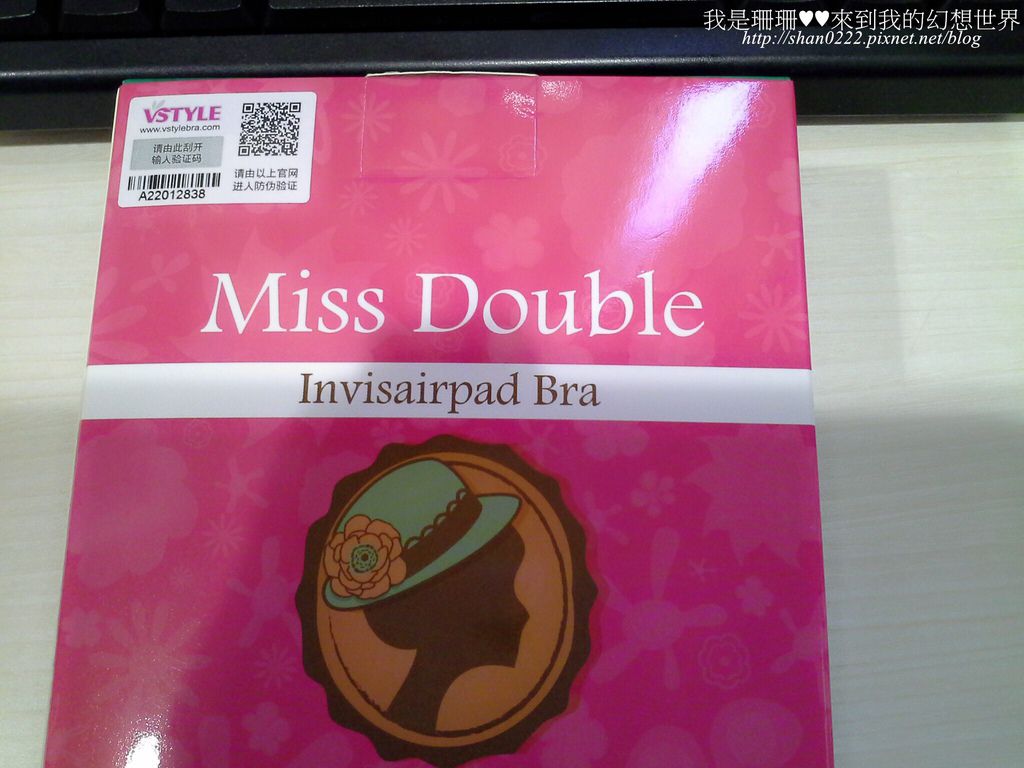 我是珊珊♥♥來到我的幻想世界
http://shan0222.pixnet.net/blog
VSTYLE
www.vstylebra.com
请由此刮开
输入验证码
A22012838
请由以上官网
进入防伪验证
Miss Double
Invisairpad Bra